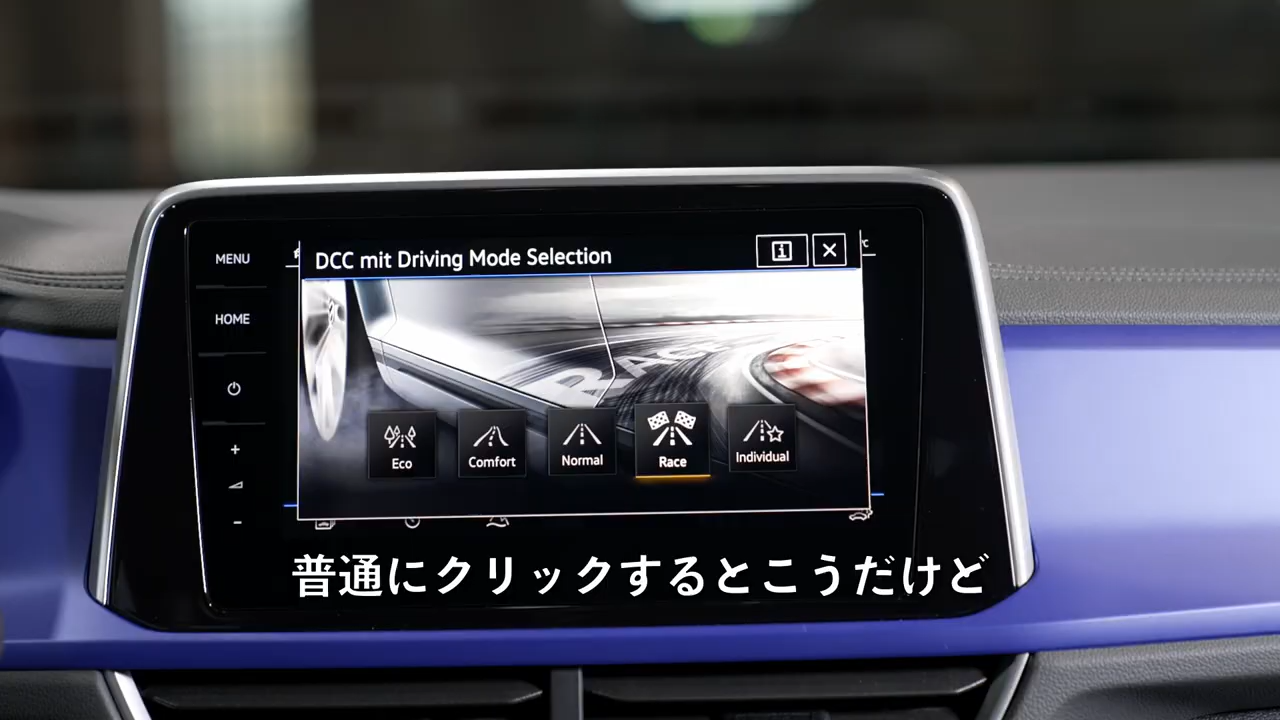 MENU
HOME
DCC mit Driving Mode Selection
RACE
Eco
Comfort
Normal
Race
Individual
普通にクリックするとこうだけど